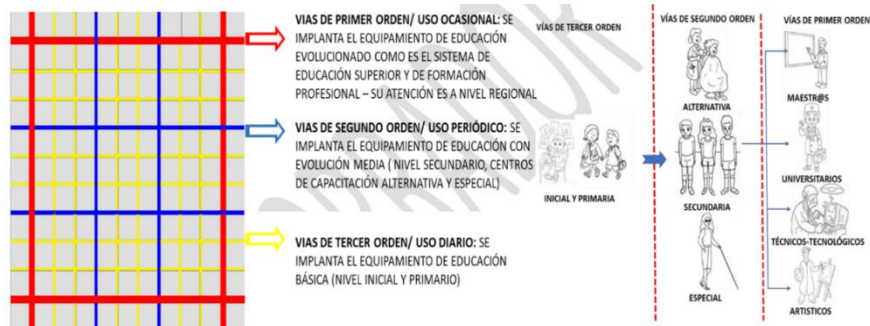 VIAS DE PRIMER ORDEN/ USO OCASIONAL: SE
IMPLANTA EL EQUIPAMIENTO DE EDUCACIÓN
EVOLUCIONADO COMO ES EL SISTEMA DE
EDUCACIÓN SUPERIOR Y DE FORMACIÓN
PROFESIONAL – SU ATENCIÓN ES A NIVEL REGIONAL
VIAS DE SEGUNDO ORDEN/ USO PERIÓDICO: SE
IMPLANTA EL EQUIPAMIENTO DE EDUCACIÓN CON
EVOLUCIÓN MEDIA ( NIVEL SECUNDARIO, CENTROS
DE CAPACITACIÓN ALTERNATIVA Y ESPECIAL)
VIAS DE TERCER ORDEN/ USO DIARIO: SE
IMPLANTA EL EQUIPAMIENTO DE EDUCACIÓN
BÁSICA (NIVEL INICIAL Y PRIMARIO)
VÍAS DE TERCER ORDEN
INICIAL Y PRIMARIA
VÍAS DE SEGUNDO ORDEN
ALTERNATIVA
SECUNDARIA
ESPECIAL
VÍAS DE PRIMER ORDEN
MAESTR@S
UNIVERSITARIOS
TÉCNICOS-TECNOLÓGICOS
ARTISTICOS